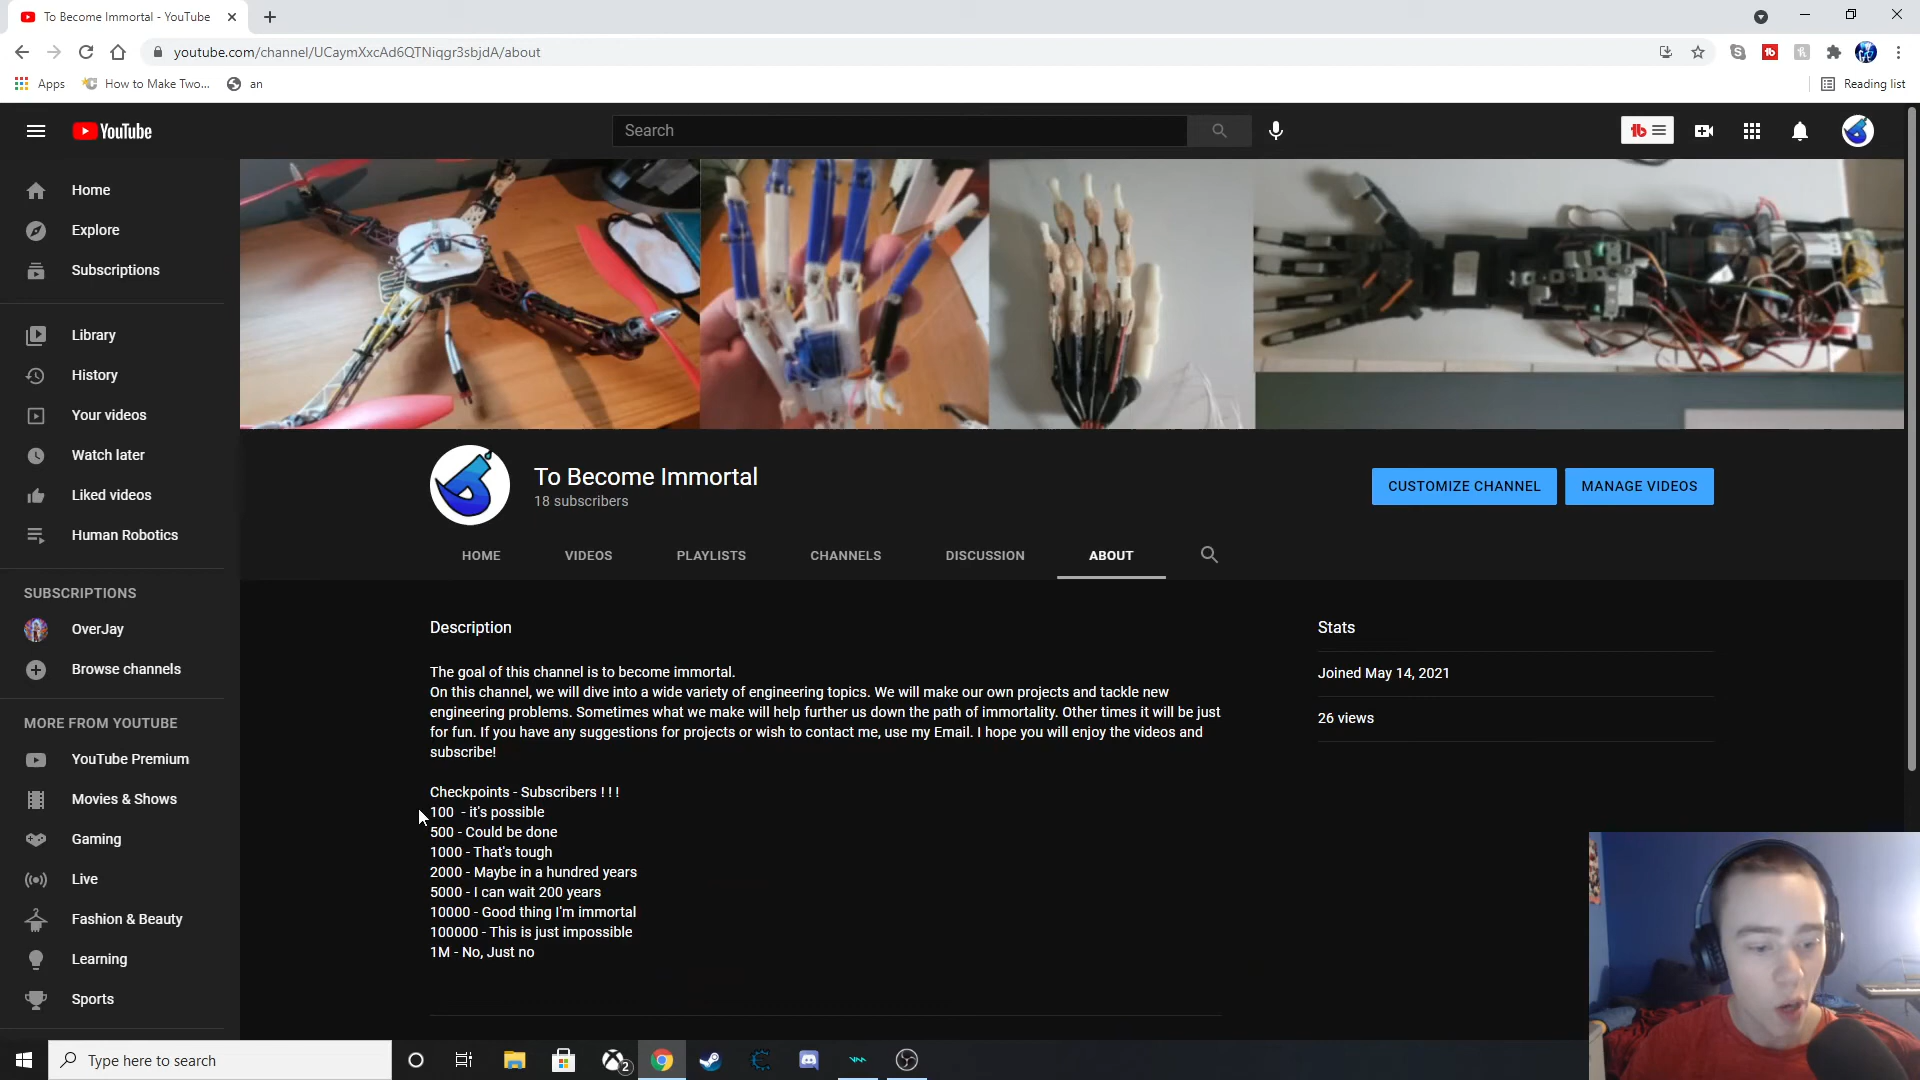 To Become Immortal - YouTube
youtube.com/channel/UCaymXxcAd6QTNiqgr3sbjdA/about
Apps
How to Make Two...
an
Reading list
YouTube
Search
Home
Explore
Subscriptions
Library
History
Your videos
Watch later
Liked videos
Human Robotics
SUBSCRIPTIONS
OverJay
Browse channels
MORE FROM YOUTUBE
YouTube Premium
Movies & Shows
Gaming
Live
Fashion & Beauty
Learning
Sports
To Become Immortal
18 subscribers
CUSTOMIZE CHANNEL
MANAGE VIDEOS
HOME
VIDEOS
PLAYLISTS
CHANNELS
DISCUSSION
ABOUT
Description
The goal of this channel is to become immortal.
On this channel, we will dive into a wide variety of engineering topics. We will make our own projects and tackle new
engineering problems. Sometimes what we make will help further us down the path of immortality. Other times it will be just
for fun. If you have any suggestions for projects or wish to contact me, use my Email. I hope you will enjoy the videos and
subscribe!
Checkpoints - Subscribers ! ! !
100 - it's possible
500 - Could be done
1000 - That's tough
2000 - Maybe in a hundred years
5000 - I can wait 200 years
10000 - Good thing I'm immortal
100000 - This is just impossible
1M - No, Just no
Stats
Joined May 14, 2021
26 views
Type here to search
2